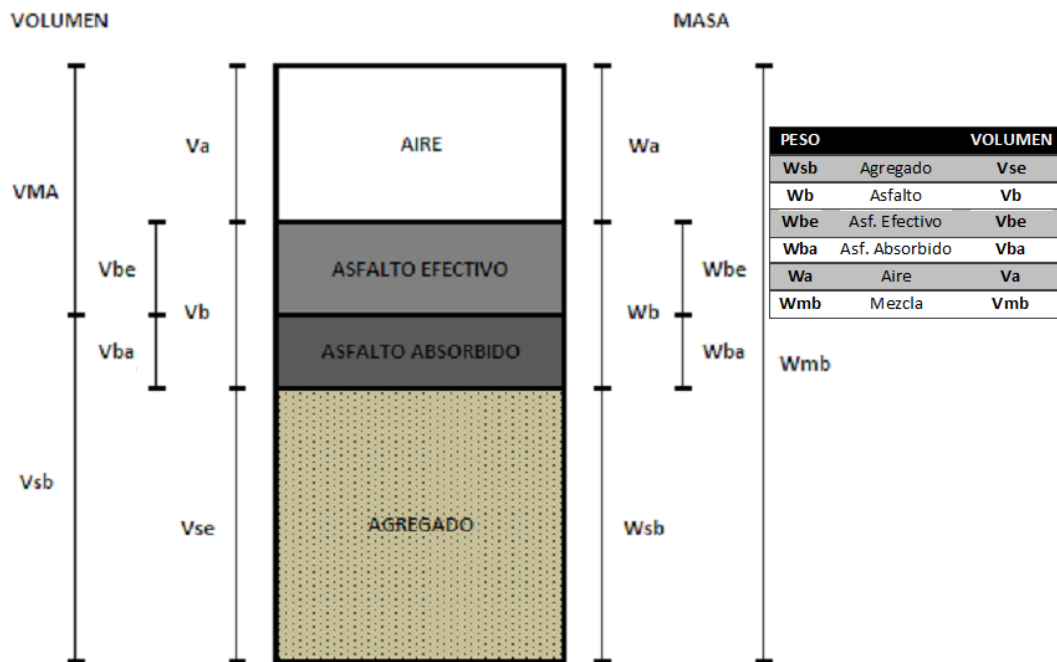 VOLUMEN
MASA
Va
AIRE
Wa
VMA
Vbe
ASFALTO EFECTIVO
Wbe
Vb
Wb
Vba
ASFALTO ABSORBIDO
Wba
Wmb
Vsb
Vse
AGREGADO
Wsb
PESO VOLUMEN
Wsb Agregado Vse
Wb Asfalto Vb
Wbe Asf. Efectivo Vbe
Wba Asf. Absorbido Vba
Wa Aire Va
Wmb Mezcla Vmb